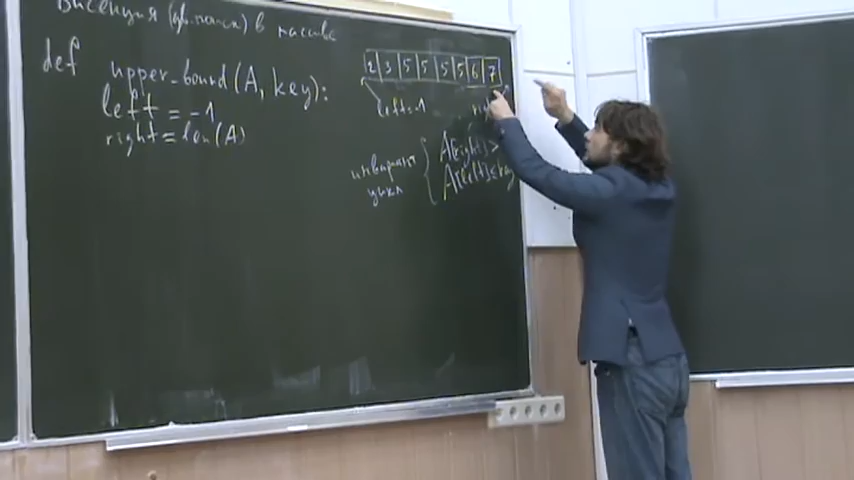 Бисекция (дв. поиск) в массиве
def upper_bound(A, key):
left = -1
right = len(A)
2 3 5 5 5 5 6 7
left=-1
инвариант цикл
A[right]>
A[left]≤key